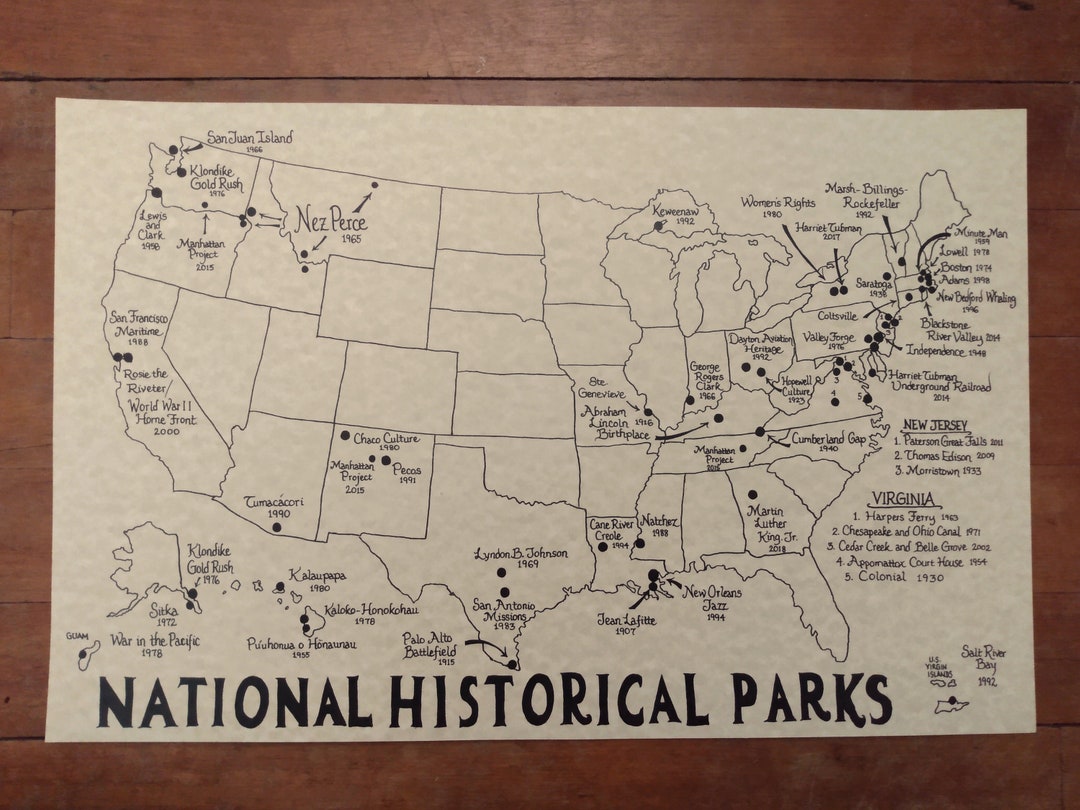 San Juan Island
1966
Klondike
Gold Rush
1976
Lewis
and
Clark
1958
Manhattan
Project
2015
Nez Perce
1965
Keweenaw
1992
Women's Rights
1980
Marsh-Billings-
Rockefeller
1992
Harriet Tubman
2017
Minute Man
1959
Lowell 1978
Boston 1974
Adams 1998
New Bedford Whaling
1996
Saratoga
1938
Coltsville
Blackstone
River Valley 2014
Valley Forge
1976
Independence 1948
Harriet Tubman
Underground Railroad
2014
San Francisco
Maritime
1988
Rosie the
Riveter/
World War II
Home Front
2000
Dayton Aviation
Heritage
1992
Hopewell
Culture
1923
George
Rogers
Clark
1966
Ste.
Genevieve
Abraham 1916
Lincoln
Birthplace
Cumberland Gap
1940
Manhattan
Project
2015
1
2
3
1
2
3
4
5
NEW JERSEY
1. Paterson Great Falls 2011
2. Thomas Edison 2009
3. Morristown 1933
VIRGINIA
1. Harpers Ferry 1963
2. Chesapeake and Ohio Canal 1971
3. Cedar Creek and Belle Grove 2002
4. Appomattox Court House 1954
5. Colonial 1930
Chaco Culture
1980
Manhattan
Project
2015
Pecos
1991
Tumacácori
1990
Cane River
Creole
1994
Natchez
1988
Martin
Luther
King, Jr.
2018
Lyndon B. Johnson
1969
San Antonio
Missions
1983
New Orleans
Jazz
1994
Jean Lafitte
1907
Palo Alto
Battlefield
1915
Klondike
Gold Rush
1976
Sitka
1972
Kalaupapa
1980
Kaloko-Honokohau
1978
Pu'uhonua o Honaunau
1955
GUAM
War in the Pacific
1978
U.S.
VIRGIN
ISLANDS
Salt River
Bay
1992
NATIONAL HISTORICAL PARKS